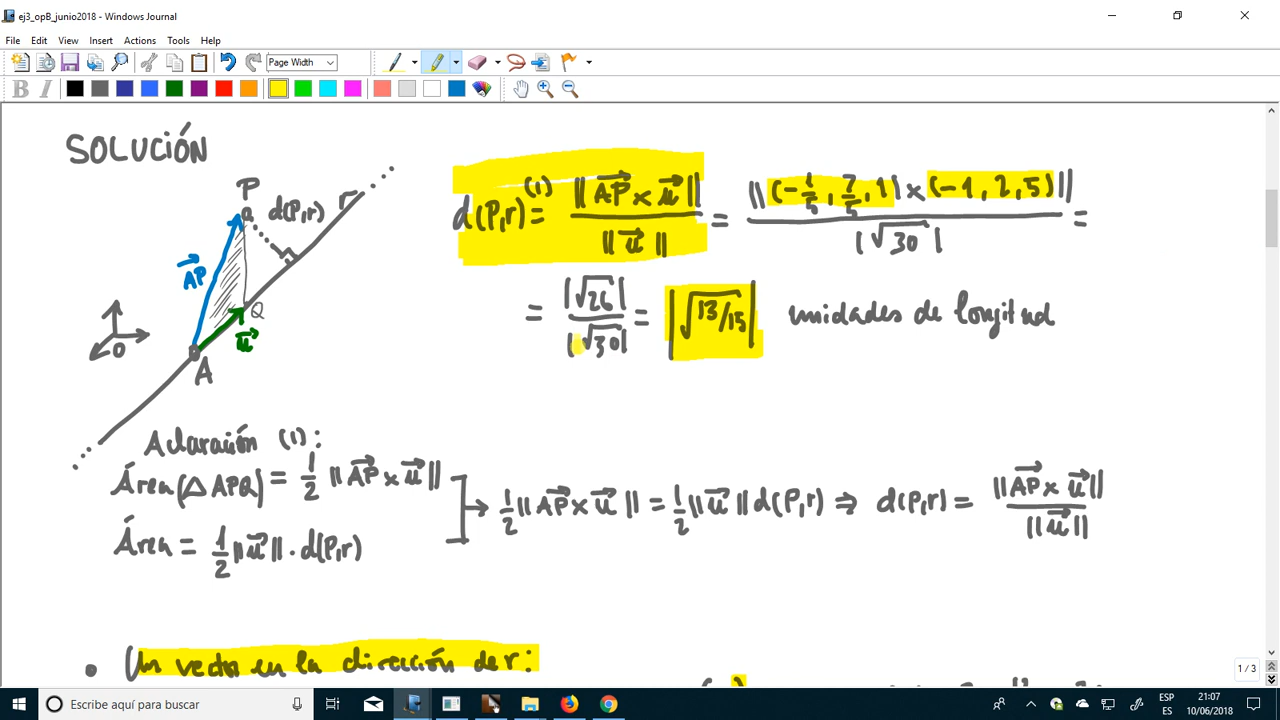 ej3_opB_junio2018 - Windows Journal
File Edit View Insert Actions Tools Help
Page Width
B I
SOLUCIÓN
P
d(P,r)
r
AP
Q
u
O
A
d(P,r) =⁽¹⁾ ||AP⃗ x u⃗|| / ||u⃗|| = ||(-1/5, 7/5, 1) x (-1, 2, 5)|| / |√30| =
= |√26| / |√30| = |√13/15| unidades de longitud
Aclaración (1):
Área(△ APQ) = 1/2 ||AP⃗ x u⃗||
→ 1/2 ||AP⃗ x u⃗|| = 1/2 ||u⃗|| d(P,r) ⇒ d(P,r) = ||AP⃗ x u⃗|| / ||u⃗||
Área = 1/2 ||u⃗|| · d(P,r)
• Un vector en la dirección de r:
1 / 3
Escribe aquí para buscar
ESP
ES
21:07
10/06/2018